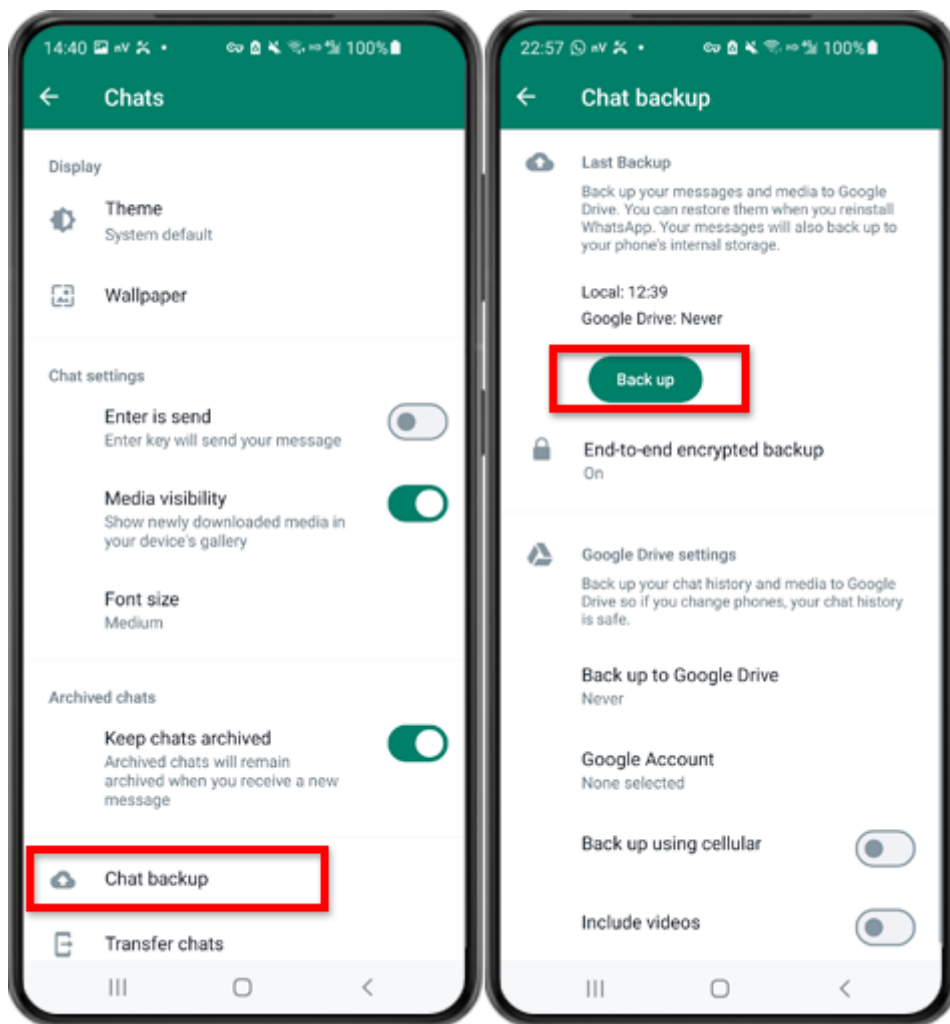 14:40
100%
Chats
Display
Theme
System default
Wallpaper
Chat settings
Enter is send
Enter key will send your message
Media visibility
Show newly downloaded media in
your device's gallery
Font size
Medium
Archived chats
Keep chats archived
Archived chats will remain
archived when you receive a new
message
Chat backup
Transfer chats
22:57
100%
Chat backup
Last Backup
Back up your messages and media to Google
Drive. You can restore them when you reinstall
WhatsApp. Your messages will also back up to
your phone's internal storage.
Local: 12:39
Google Drive: Never
Back up
End-to-end encrypted backup
On
Google Drive settings
Back up your chat history and media to Google
Drive so if you change phones, your chat history
is safe.
Back up to Google Drive
Never
Google Account
None selected
Back up using cellular
Include videos